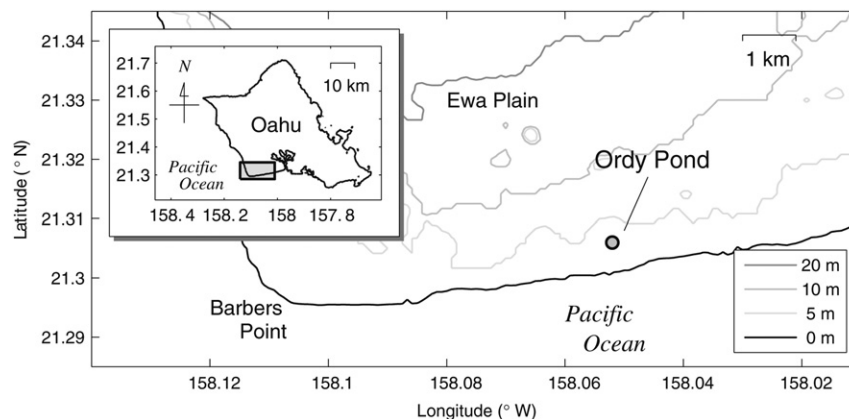 21.345
21.33
21.32
21.31
21.3
21.29
Latitude (° N)
158.12
158.1
158.08
158.06
158.04
158.02
Longitude (° W)
21.7
21.6
21.5
21.4
21.3
158.4
158.2
158
157.8
N
10 km
Oahu
Pacific
Ocean
1 km
Ewa Plain
Ordy Pond
Barbers
Point
Pacific
Ocean
20 m
10 m
5 m
0 m